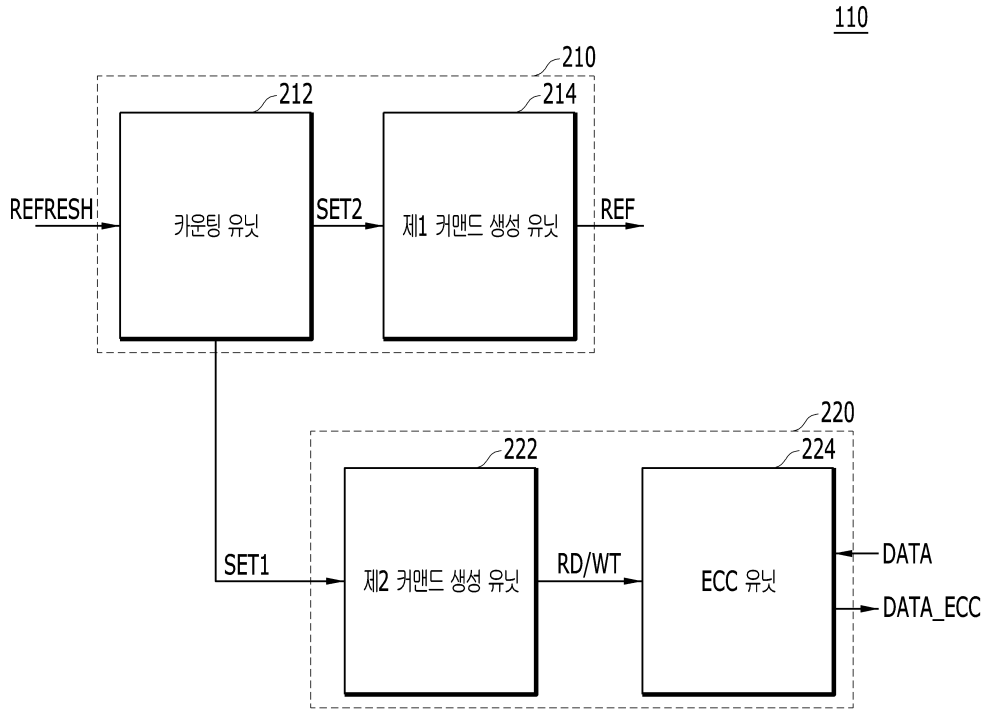 110
210
212
214
REFRESH
카운팅 유닛
SET2
제1 커맨드 생성 유닛
REF
220
222
224
SET1
제2 커맨드 생성 유닛
RD/WT
ECC 유닛
DATA
DATA_ECC